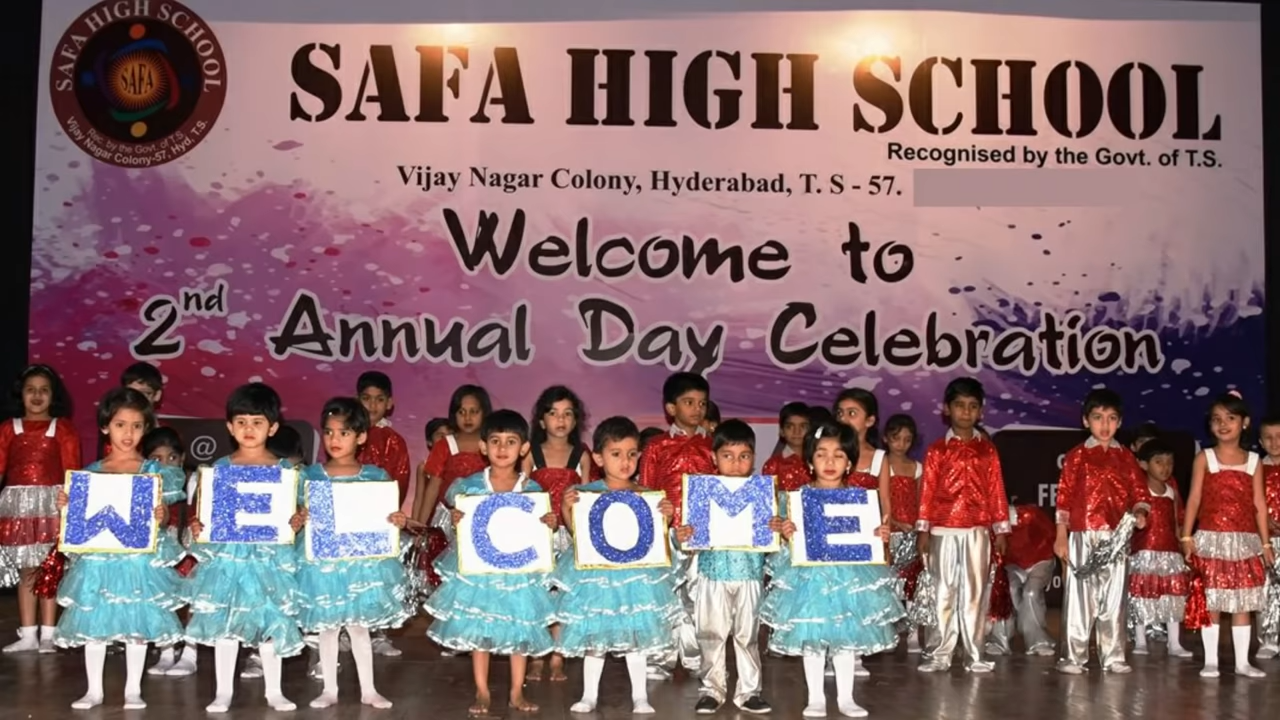 SAFA HIGH SCHOOL
SAFA
Rec. by the Govt. of T.S.
Vijay Nagar Colony-57, Hyd, T.S.
SAFA HIGH SCHOOL
Recognised by the Govt. of T.S.
Vijay Nagar Colony, Hyderabad, T. S - 57.
Welcome to
2nd Annual Day Celebration
@
WELCOME